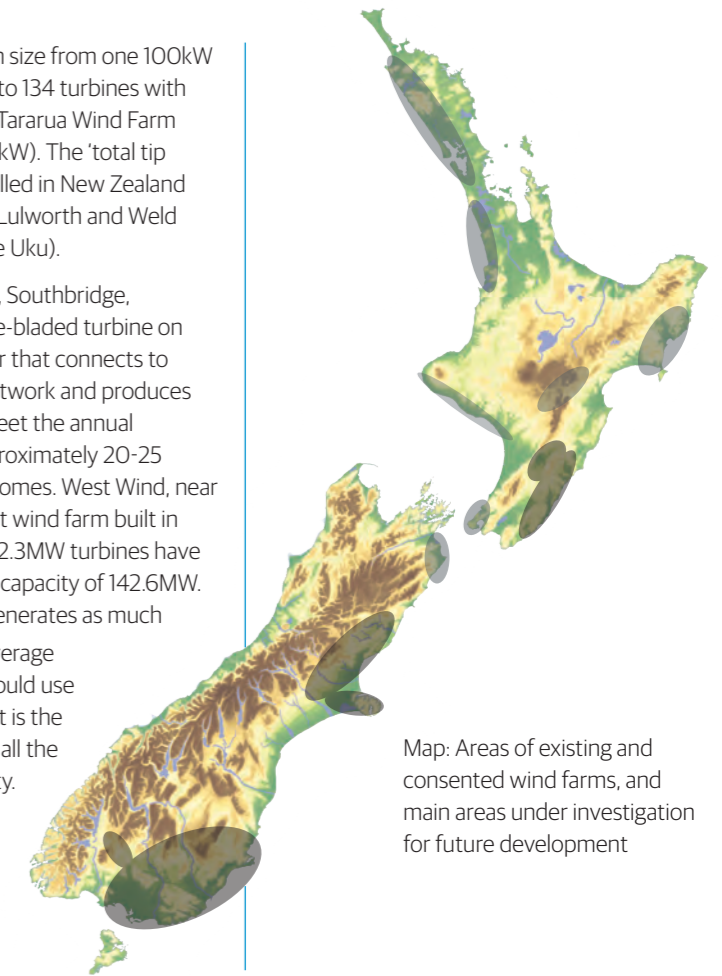 n size from one 100kW
to 134 turbines with
Tararua Wind Farm
kW). The ‘total tip
lled in New Zealand
Lulworth and Weld
e Uku).
, Southbridge,
e-bladed turbine on
r that connects to
twork and produces
eet the annual
roximately 20-25
omes. West Wind, near
t wind farm built in
2.3MW turbines have
capacity of 142.6MW.
enerates as much
verage
ould use
t is the
all the
ty.
Map: Areas of existing and
consented wind farms, and
main areas under investigation
for future development